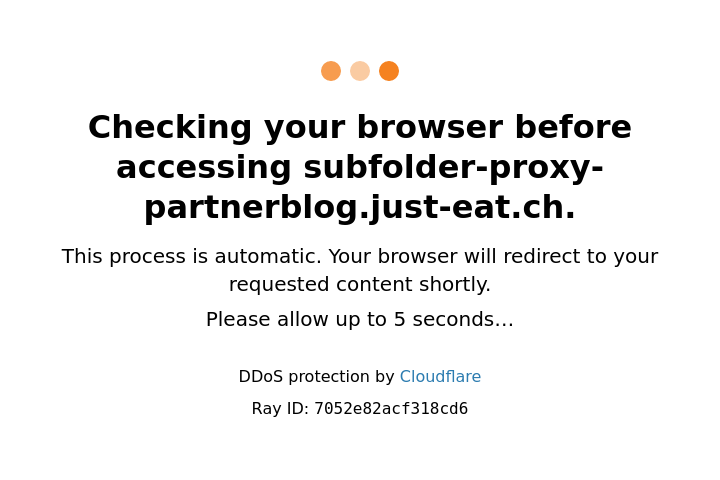 Checking your browser before
accessing subfolder-proxy-
partnerblog.just-eat.ch.
This process is automatic. Your browser will redirect to your
requested content shortly.
Please allow up to 5 seconds…
DDoS protection by Cloudflare
Ray ID: 7052e82acf318cd6